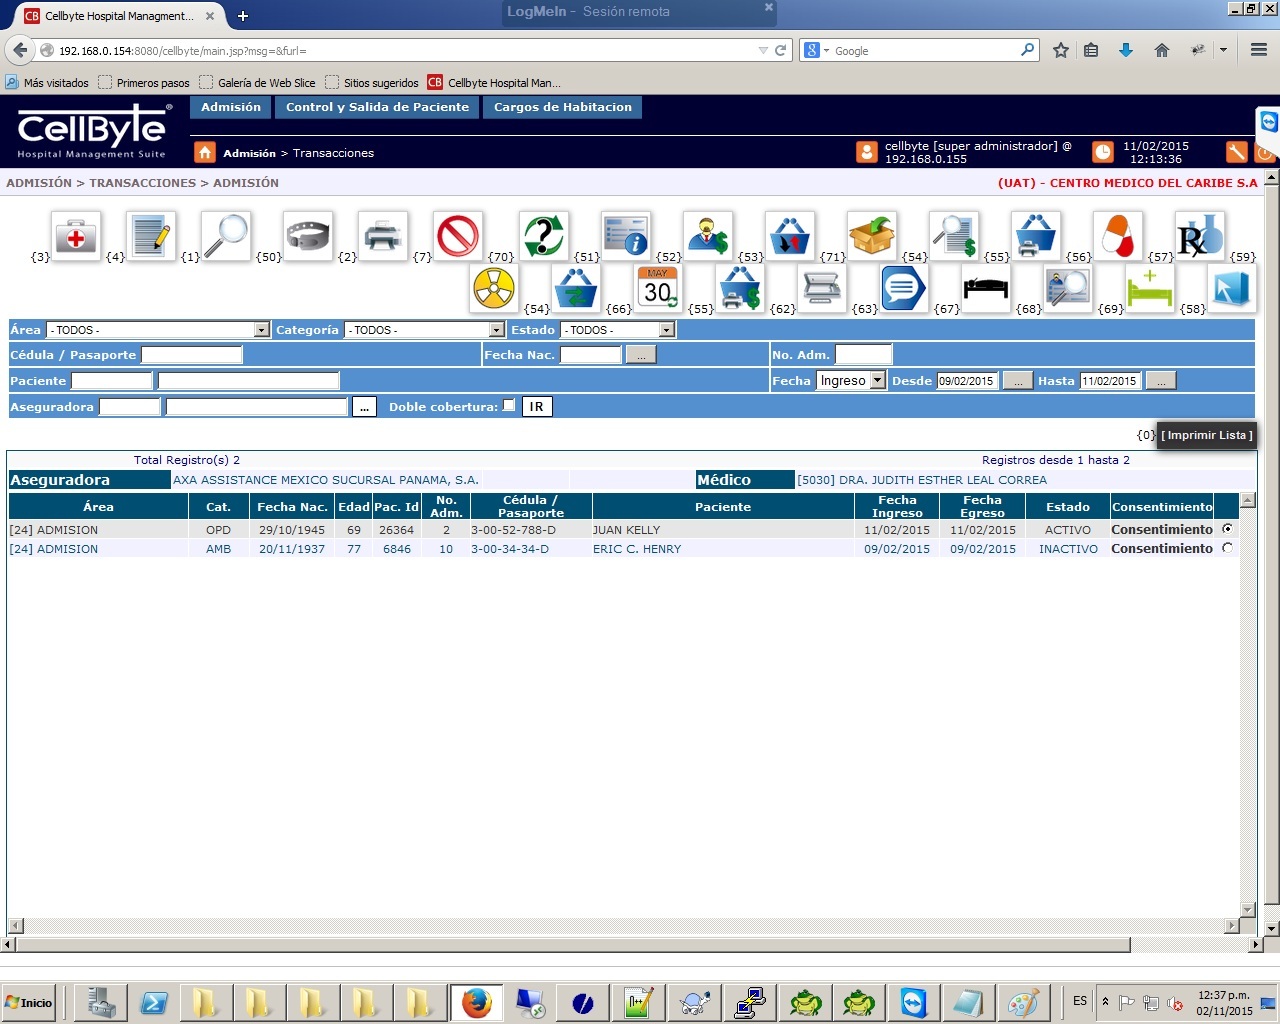 Cellbyte Hospital Managment...
LogMeIn - Sesión remota
192.168.0.154:8080/cellbyte/main.jsp?msg=&furl=
Google
Más visitados
Primeros pasos
Galería de Web Slice
Sitios sugeridos
CB Cellbyte Hospital Man...
CellByte®
Hospital Management Suite
Admisión
Control y Salida de Paciente
Cargos de Habitacion
Admisión > Transacciones
cellbyte [super administrador] @
192.168.0.155
11/02/2015
12:13:36
ADMISIÓN > TRANSACCIONES > ADMISIÓN
(UAT) - CENTRO MEDICO DEL CARIBE S.A
{3} {4} {1} {50} {2} {7} {70} {51} {52} {53} {71} {54} {55} {56} {57} {59}
{54} {66} MAY 30 {55} {62} {63} {67} {68} {69} {58}
Área - TODOS - Categoría - TODOS - Estado - TODOS -
Cédula / Pasaporte Fecha Nac. ... No. Adm.
Paciente Fecha Ingreso Desde 09/02/2015 ... Hasta 11/02/2015 ...
Aseguradora ... Doble cobertura: IR
{0} [ Imprimir Lista ]
Total Registro(s) 2 Registros desde 1 hasta 2
Aseguradora AXA ASSISTANCE MEXICO SUCURSAL PANAMA, S.A. Médico [5030] DRA. JUDITH ESTHER LEAL CORREA
Área Cat. Fecha Nac. Edad Pac. Id No. Adm. Cédula / Pasaporte Paciente Fecha Ingreso Fecha Egreso Estado Consentimiento
[24] ADMISION OPD 29/10/1945 69 26364 2 3-00-52-788-D JUAN KELLY 11/02/2015 11/02/2015 ACTIVO Consentimiento
[24] ADMISION AMB 20/11/1937 77 6846 10 3-00-34-34-D ERIC C. HENRY 09/02/2015 09/02/2015 INACTIVO Consentimiento
Inicio
ES
12:37 p.m.
02/11/2015